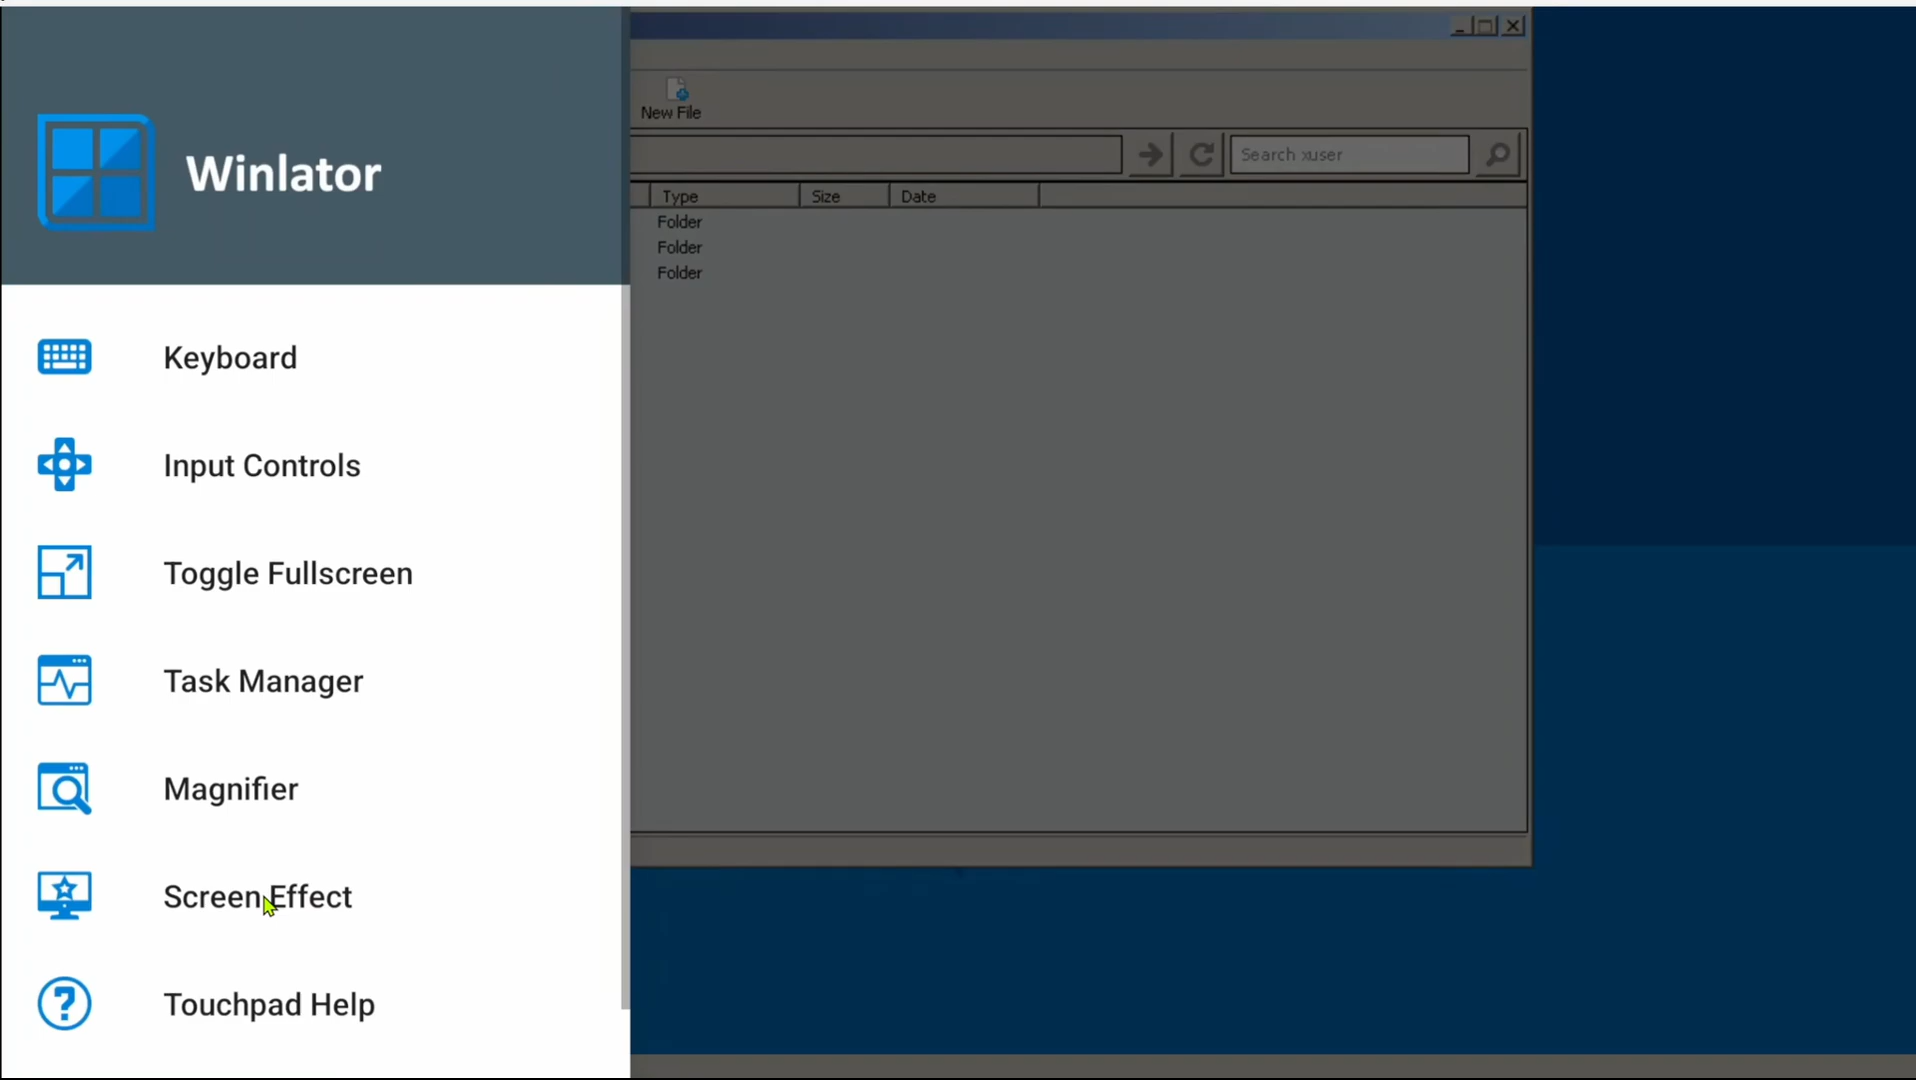 Winlator
Keyboard
Input Controls
Toggle Fullscreen
Task Manager
Magnifier
Screen Effect
Touchpad Help
New File
Search xuser
Type Size Date
Folder
Folder
Folder